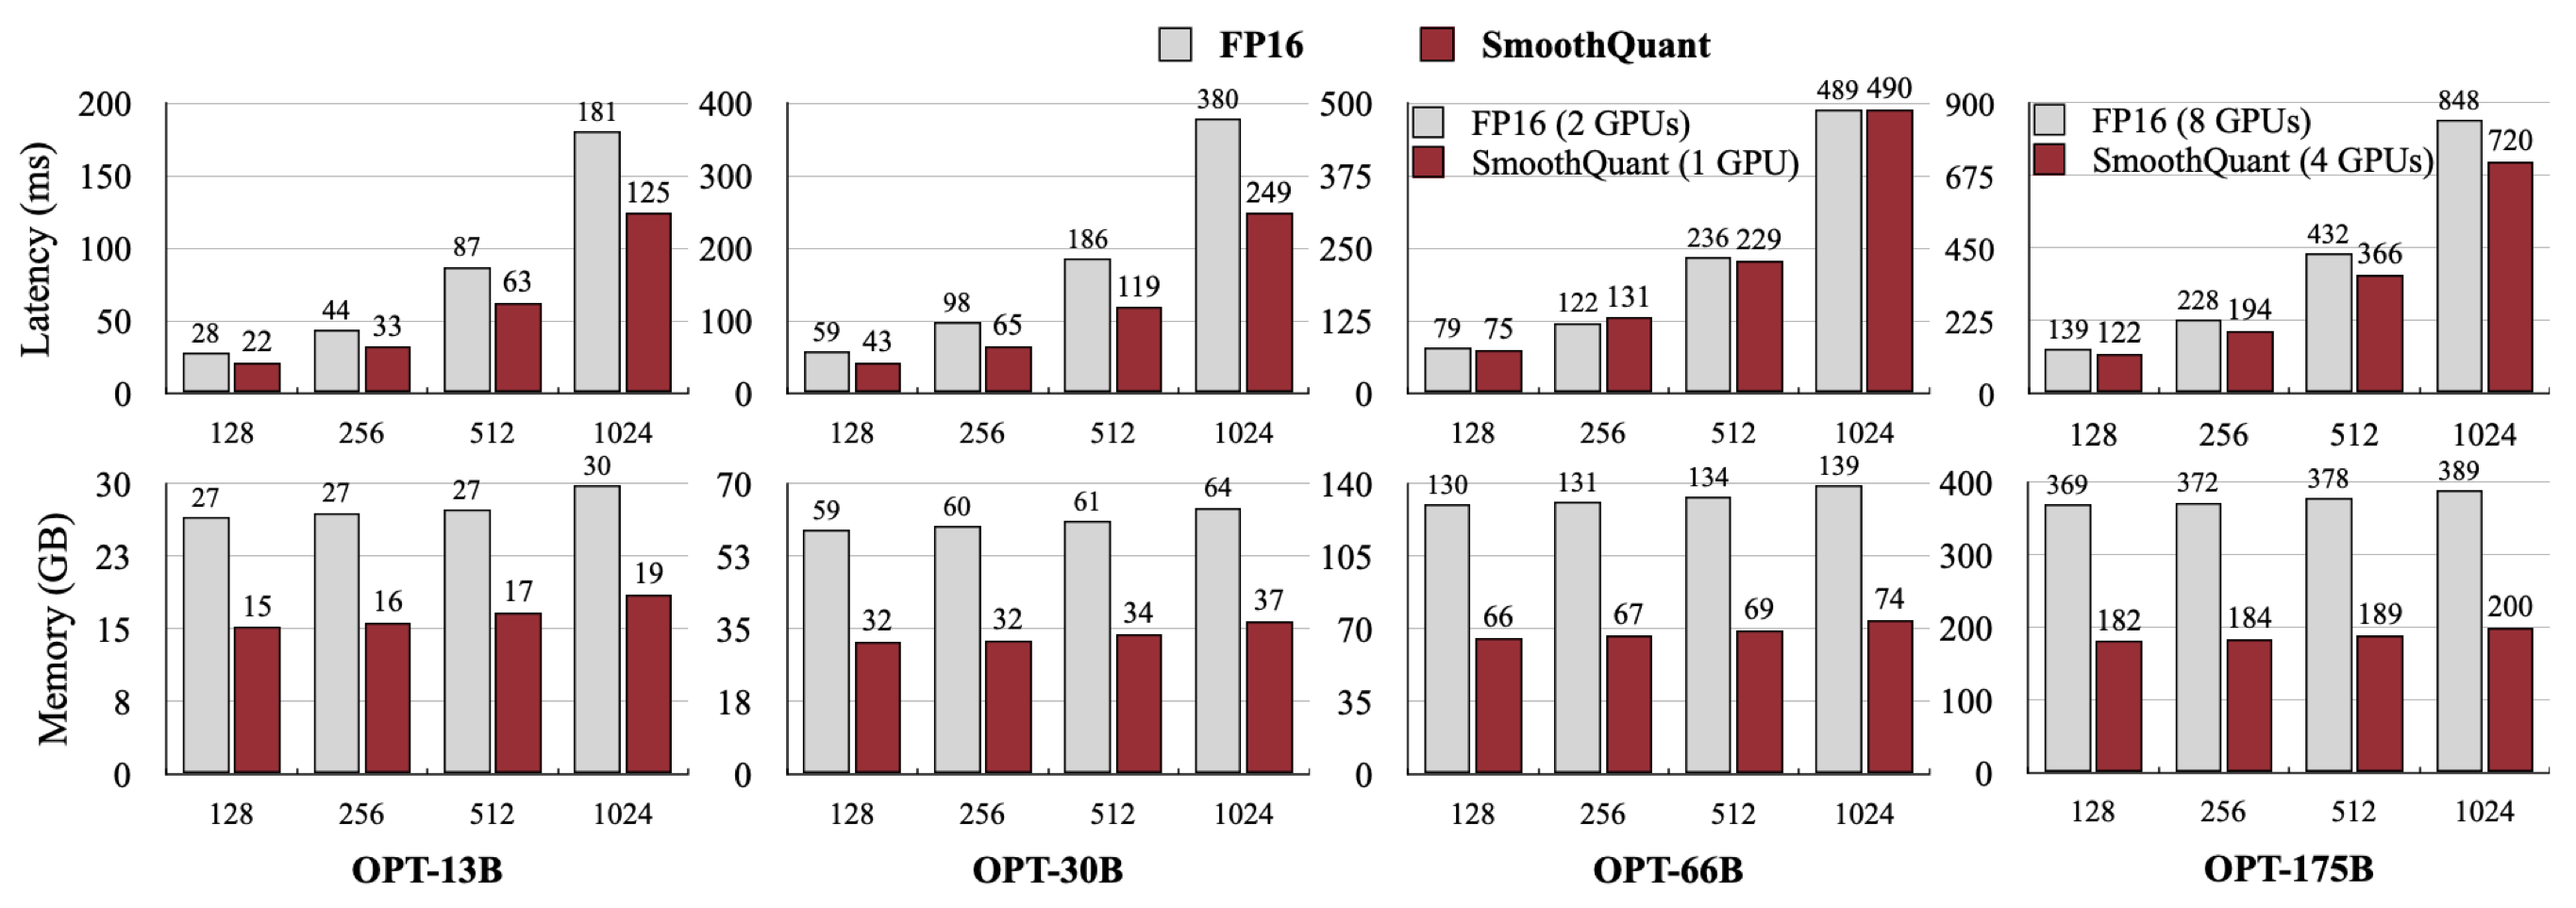 FP16 SmoothQuant
Latency (ms)
200
150
100
50
0
28 22 44 33 87 63 181 125
128 256 512 1024
400
300
200
100
0
59 43 98 65 186 119 380 249
128 256 512 1024
500
375
250
125
0
FP16 (2 GPUs)
SmoothQuant (1 GPU)
79 75 122 131 236 229 489 490
128 256 512 1024
900
675
450
225
0
FP16 (8 GPUs)
SmoothQuant (4 GPUs)
139 122 228 194 432 366 848 720
128 256 512 1024
Memory (GB)
30
23
15
8
0
27 15 27 16 27 17 30 19
128 256 512 1024
OPT-13B
70
53
35
18
0
59 32 60 32 61 34 64 37
128 256 512 1024
OPT-30B
140
105
70
35
0
130 66 131 67 134 69 139 74
128 256 512 1024
OPT-66B
400
300
200
100
0
369 182 372 184 378 189 389 200
128 256 512 1024
OPT-175B